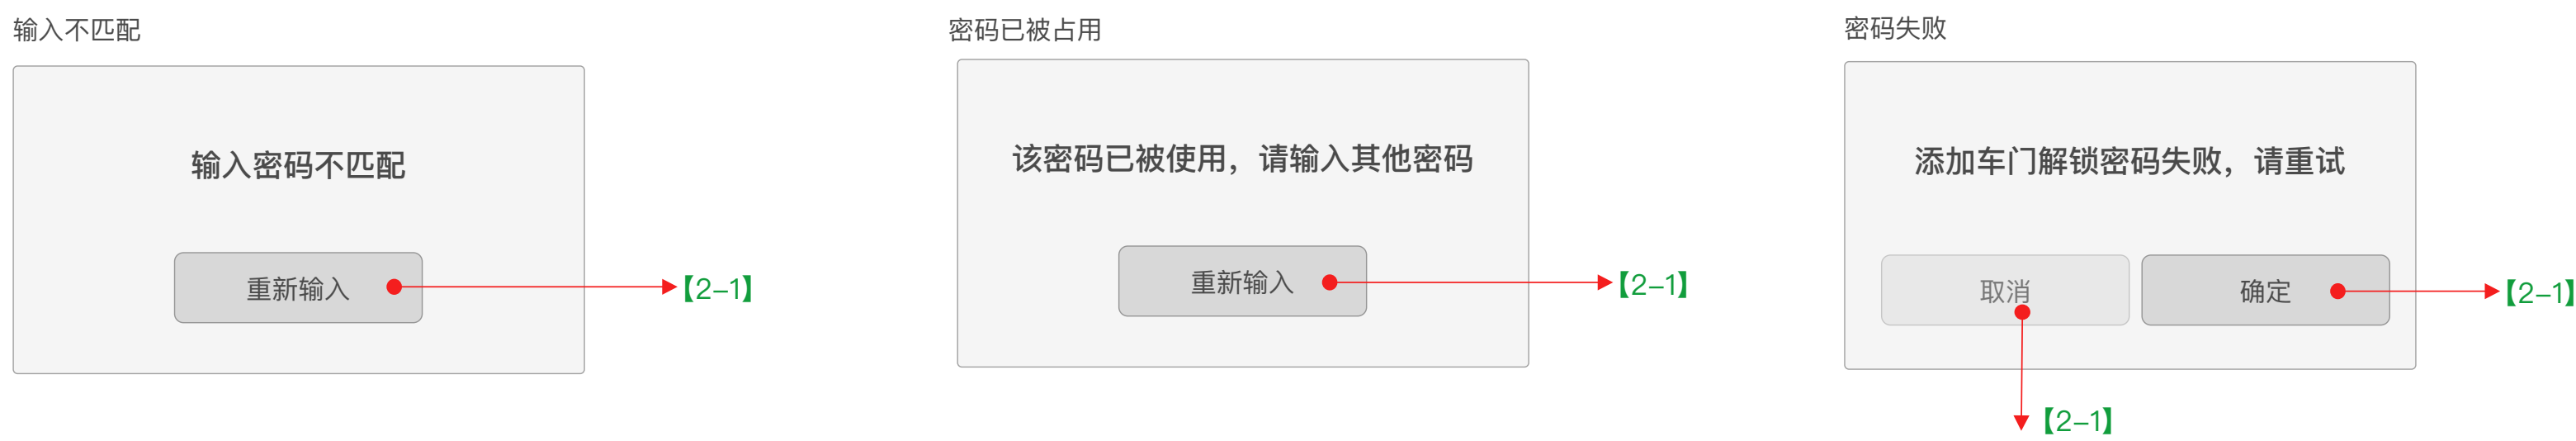 输入不匹配
输入密码不匹配
重新输入
【2-1】
密码已被占用
该密码已被使用，请输入其他密码
重新输入
【2-1】
密码失败
添加车门解锁密码失败，请重试
取消
确定
【2-1】
【2-1】